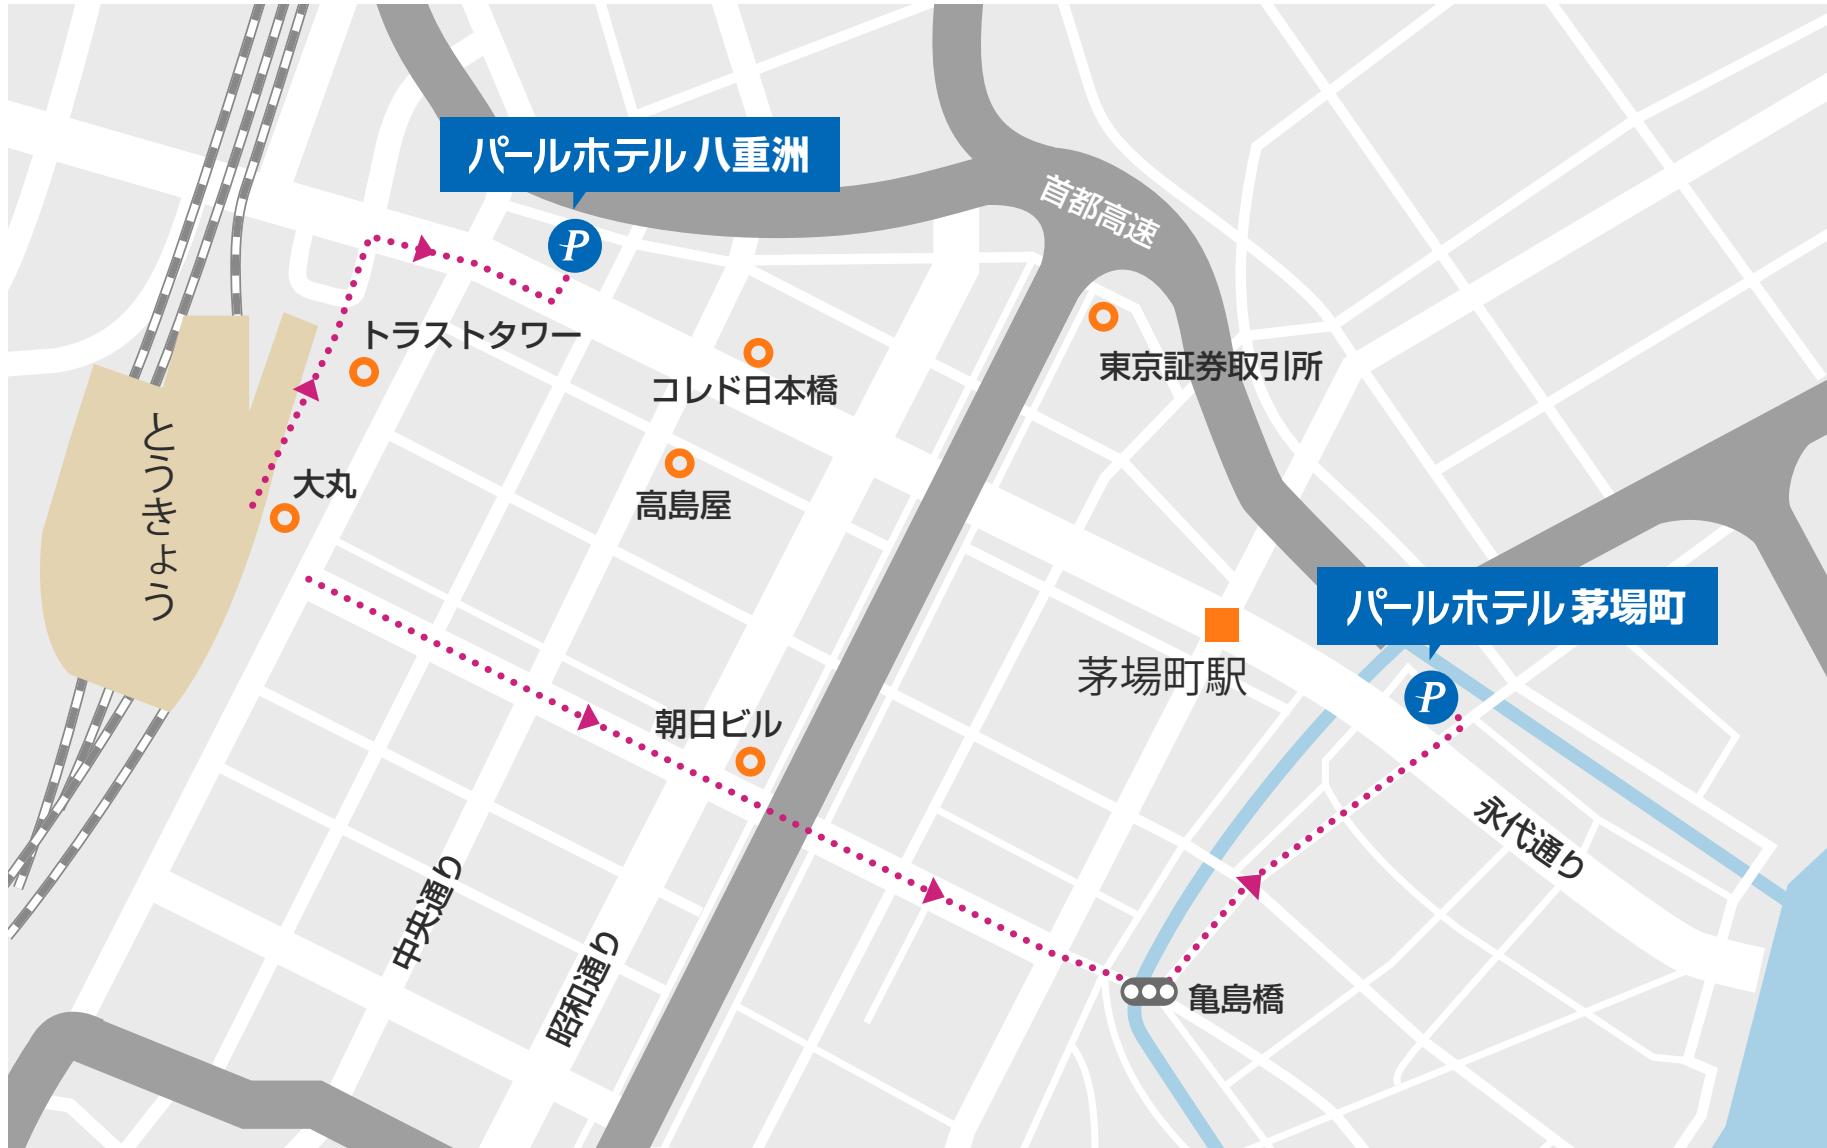 パールホテル 八重洲
首都高速
トラストタワー
コレド日本橋
東京証券取引所
とうきょう
大丸
高島屋
パールホテル 茅場町
茅場町駅
朝日ビル
永代通り
中央通り
昭和通り
亀島橋
P
P